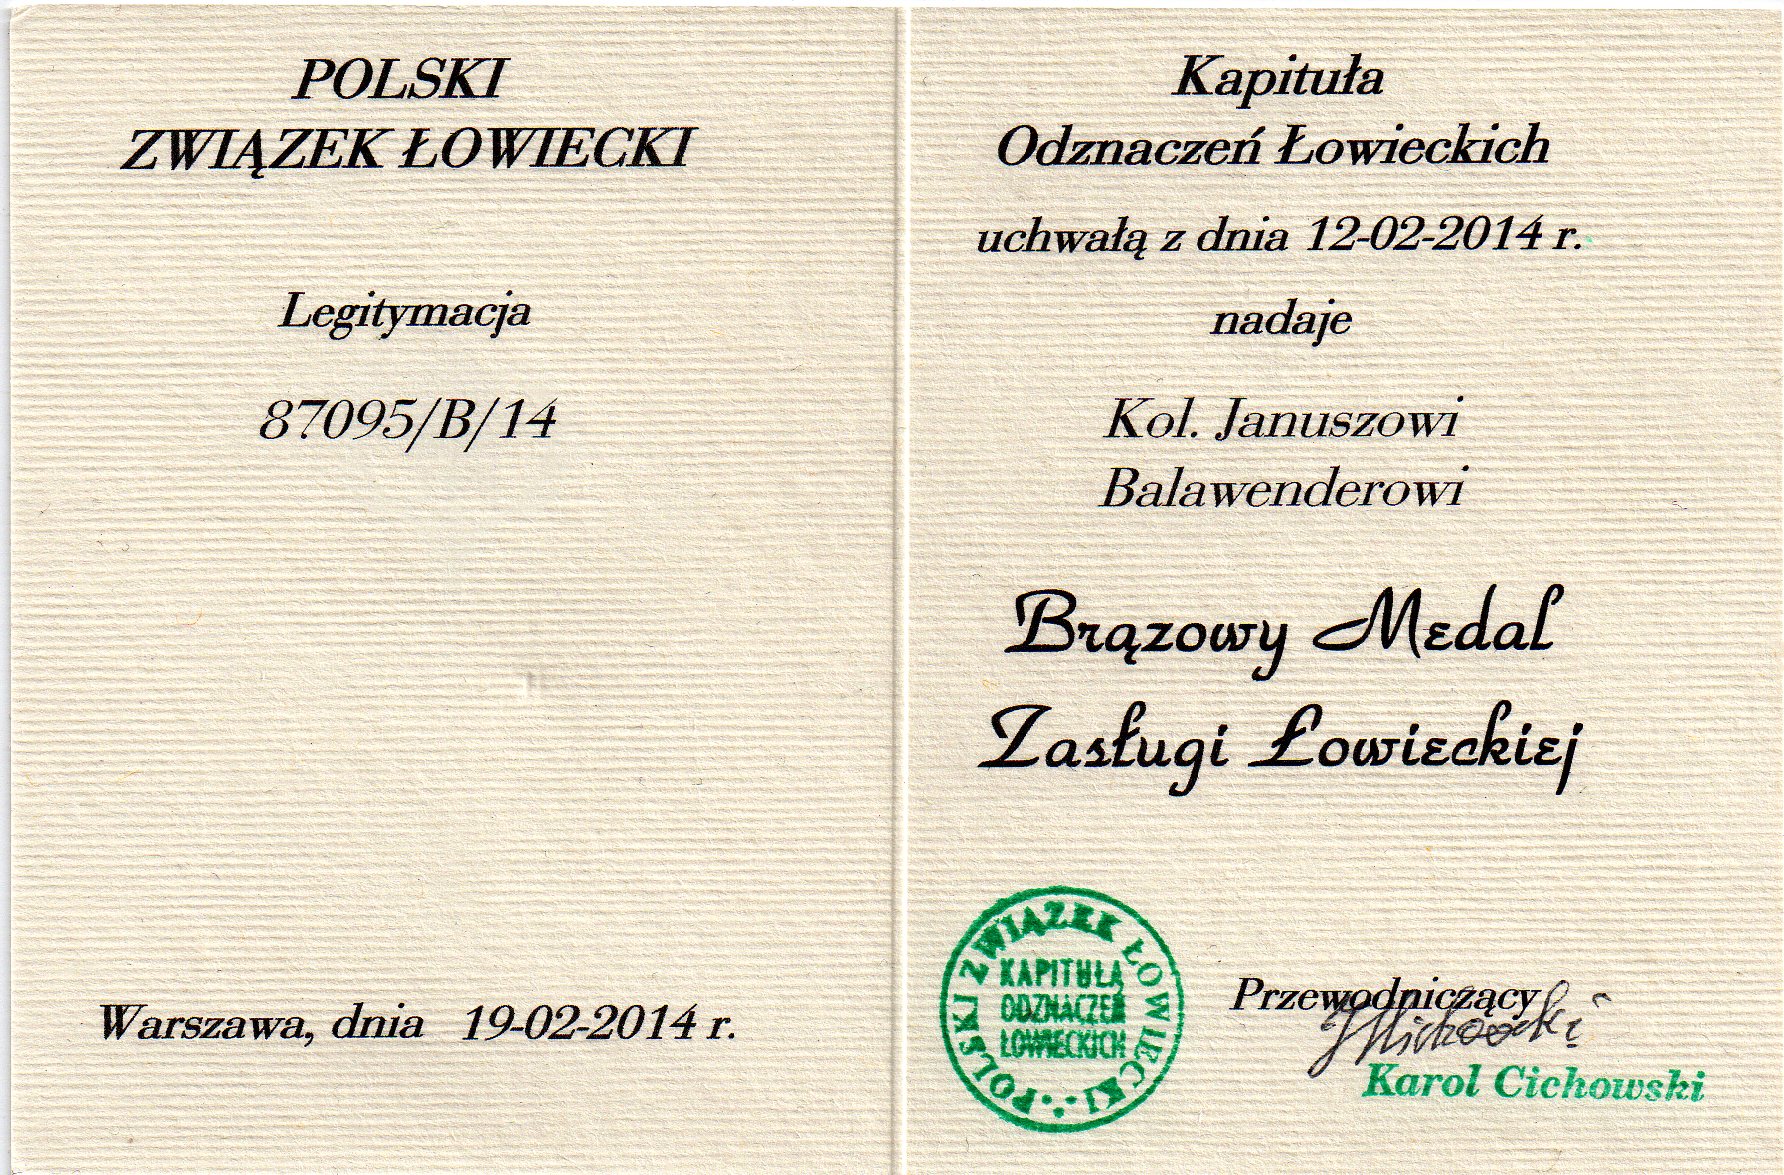 POLSKI
ZWIĄZEK ŁOWIECKI
Legitymacja
87095/B/14
Warszawa, dnia 19-02-2014 r.
Kapituła
Odznaczeń Łowieckich
uchwałą z dnia 12-02-2014 r.
nadaje
Kol. Januszowi
Balawenderowi
Brązowy Medal
Zasługi Łowieckiej
POLSKI ZWIĄZEK ŁOWIECKI
KAPITUŁA
ODZNACZEŃ
ŁOWIECKICH
Przewodniczący
Karol Cichowski